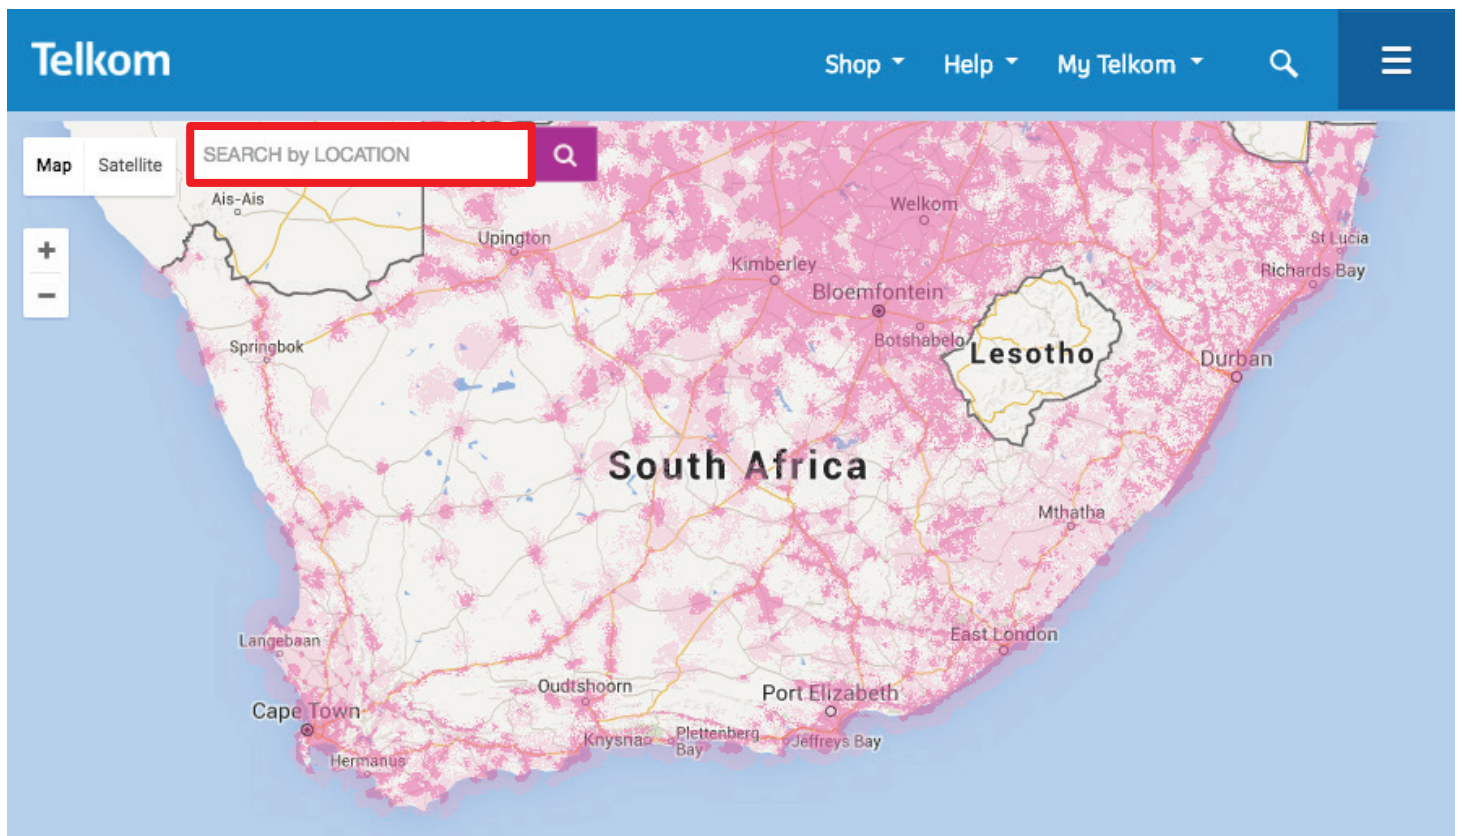 Telkom
Shop
Help
My Telkom
Map
Satellite
SEARCH by LOCATION
Ais-Ais
Welkom
Upington
St Lucia
Kimberley
Richards Bay
Bloemfontein
Botshabelo
Springbok
Lesotho
Durban
South Africa
Mthatha
Langebaan
East London
Oudtshoorn
Port Elizabeth
Cape Town
Knysna
Plettenberg
Bay
Jeffreys Bay
Hermanus